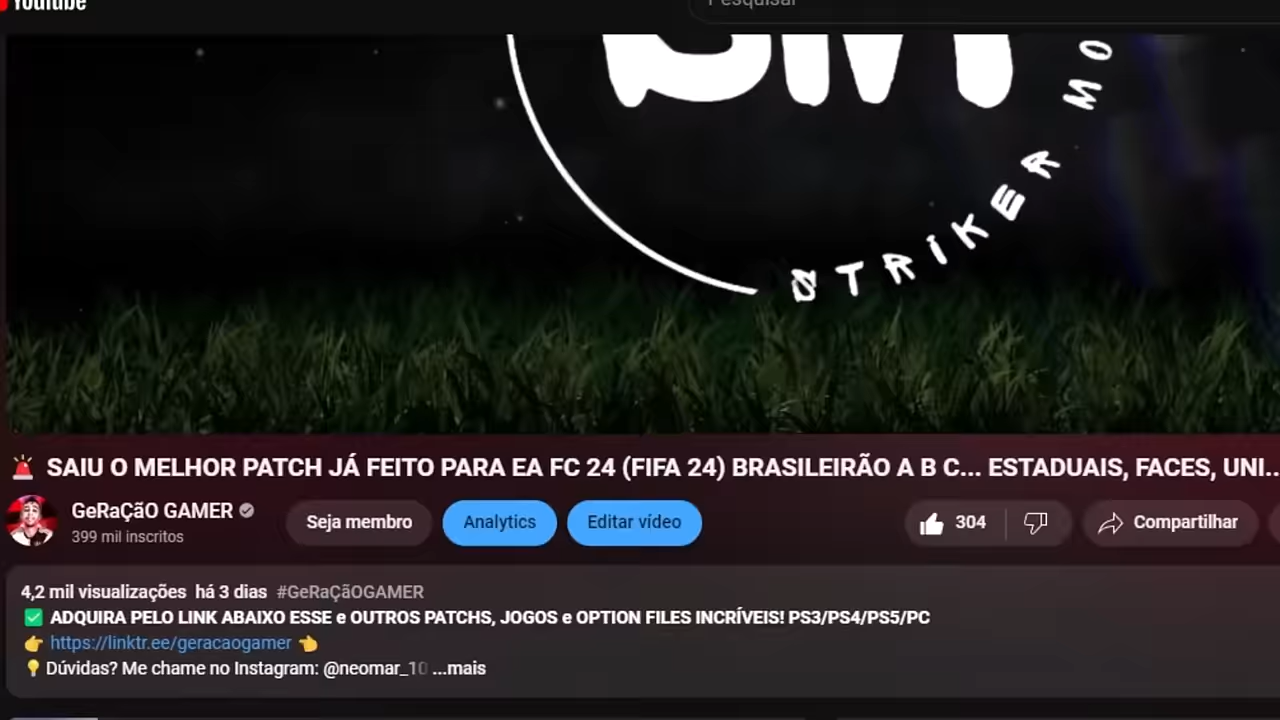 YouTube
Pesquisar
SM
STRIKER MO
🚨 SAIU O MELHOR PATCH JÁ FEITO PARA EA FC 24 (FIFA 24) BRASILEIRÃO A B C... ESTADUAIS, FACES, UNI..
GeRaÇãO GAMER
399 mil inscritos
Seja membro
Analytics
Editar vídeo
304
Compartilhar
4,2 mil visualizações há 3 dias #GeRaÇãOGAMER
✅ ADQUIRA PELO LINK ABAIXO ESSE e OUTROS PATCHS, JOGOS e OPTION FILES INCRÍVEIS! PS3/PS4/PS5/PC
👉 https://linktr.ee/geracaogamer 👈
💡 Dúvidas? Me chame no Instagram: @neomar_10 ...mais